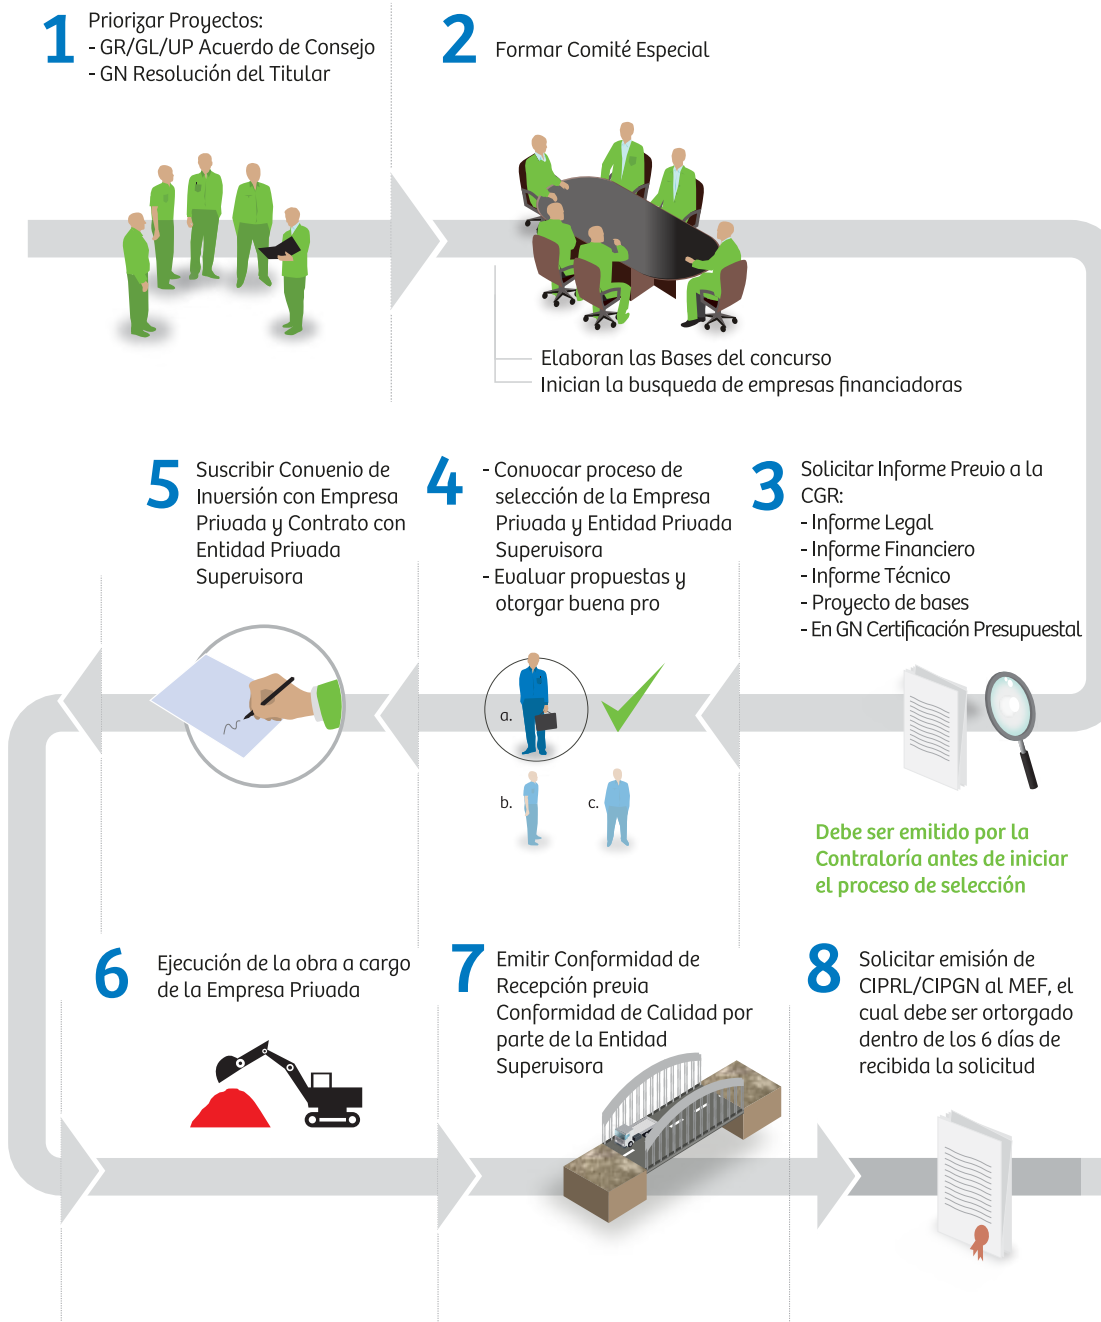 1
Priorizar Proyectos:
- GR/GL/UP Acuerdo de Consejo
- GN Resolución del Titular
2
Formar Comité Especial
Elaboran las Bases del concurso
Inician la busqueda de empresas financiadoras
3
Solicitar Informe Previo a la
CGR:
- Informe Legal
- Informe Financiero
- Informe Técnico
- Proyecto de bases
- En GN Certificación Presupuestal
Debe ser emitido por la
Contraloría antes de iniciar
el proceso de selección
4
- Convocar proceso de
selección de la Empresa
Privada y Entidad Privada
Supervisora
- Evaluar propuestas y
otorgar buena pro
a.
b.
c.
5
Suscribir Convenio de
Inversión con Empresa
Privada y Contrato con
Entidad Privada
Supervisora
6
Ejecución de la obra a cargo
de la Empresa Privada
7
Emitir Conformidad de
Recepción previa
Conformidad de Calidad por
parte de la Entidad
Supervisora
8
Solicitar emisión de
CIPRL/CIPGN al MEF, el
cual debe ser ortorgado
dentro de los 6 días de
recibida la solicitud